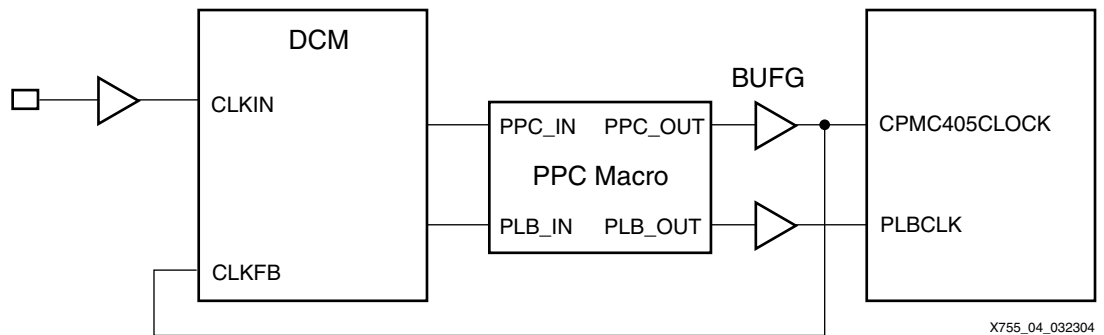 DCM
BUFG
CLKIN
PPC_IN PPC_OUT
CPMC405CLOCK
PPC Macro
PLB_IN PLB_OUT
PLBCLK
CLKFB
X755_04_032304